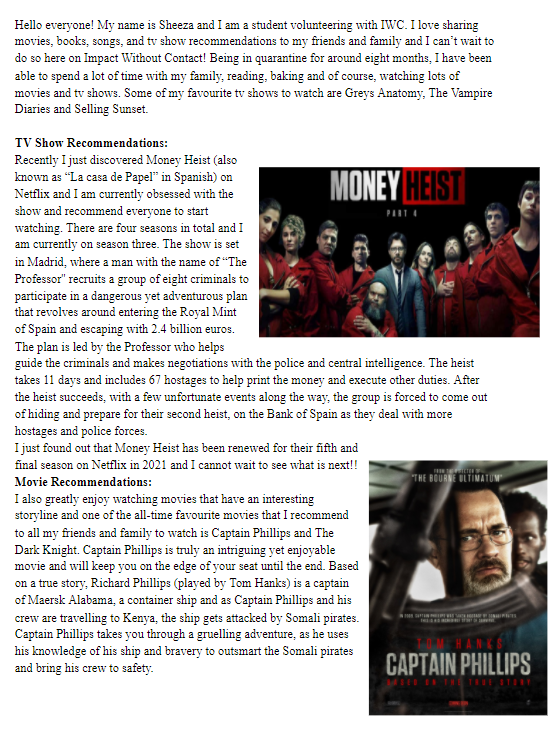 Hello everyone! My name is Sheeza and I am a student volunteering with IWC. I love sharing
movies, books, songs, and tv show recommendations to my friends and family and I can't wait to
do so here on Impact Without Contact! Being in quarantine for around eight months, I have been
able to spend a lot of time with my family, reading, baking and of course, watching lots of
movies and tv shows. Some of my favourite tv shows to watch are Greys Anatomy, The Vampire
Diaries and Selling Sunset.
TV Show Recommendations:
Recently I just discovered Money Heist (also
known as “La casa de Papel” in Spanish) on
Netflix and I am currently obsessed with the
show and recommend everyone to start
watching. There are four seasons in total and I
am currently on season three. The show is set
in Madrid, where a man with the name of “The
Professor" recruits a group of eight criminals to
participate in a dangerous yet adventurous plan
that revolves around entering the Royal Mint
of Spain and escaping with 2.4 billion euros.
The plan is led by the Professor who helps
guide the criminals and makes negotiations with the police and central intelligence. The heist
takes 11 days and includes 67 hostages to help print the money and execute other duties. After
the heist succeeds, with a few unfortunate events along the way, the group is forced to come out
of hiding and prepare for their second heist, on the Bank of Spain as they deal with more
hostages and police forces.
MONEY HEIST
PART 4
I just found out that Money Heist has been renewed for their fifth and
final season on Netflix in 2021 and I cannot wait to see what is next!!
Movie Recommendations:
I also greatly enjoy watching movies that have an interesting
storyline and one of the all-time favourite movies that I recommend
to all my friends and family to watch is Captain Phillips and The
Dark Knight. Captain Phillips is truly an intriguing yet enjoyable
movie and will keep you on the edge of your seat until the end. Based
on a true story, Richard Phillips (played by Tom Hanks) is a captain
of Maersk Alabama, a container ship and as Captain Phillips and his
crew are travelling to Kenya, the ship gets attacked by Somali pirates.
Captain Phillips takes you through a gruelling adventure, as he uses
his knowledge of his ship and bravery to outsmart the Somali pirates
and bring his crew to safety.
FROM THE DIRECTOR OF
"THE BOURNE ULTIMATUM"
TOM HANKS
CAPTAIN PHILLIPS
BASED ON THE TRUE STORY
COMING SOON